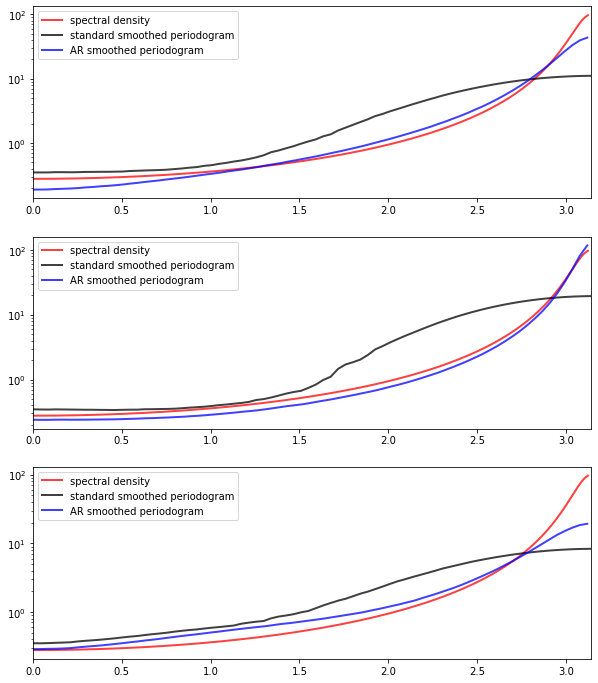 10²
10¹
10⁰
spectral density
standard smoothed periodogram
AR smoothed periodogram
0.0 0.5 1.0 1.5 2.0 2.5 3.0
10²
10¹
10⁰
spectral density
standard smoothed periodogram
AR smoothed periodogram
0.0 0.5 1.0 1.5 2.0 2.5 3.0
10²
10¹
10⁰
spectral density
standard smoothed periodogram
AR smoothed periodogram
0.0 0.5 1.0 1.5 2.0 2.5 3.0